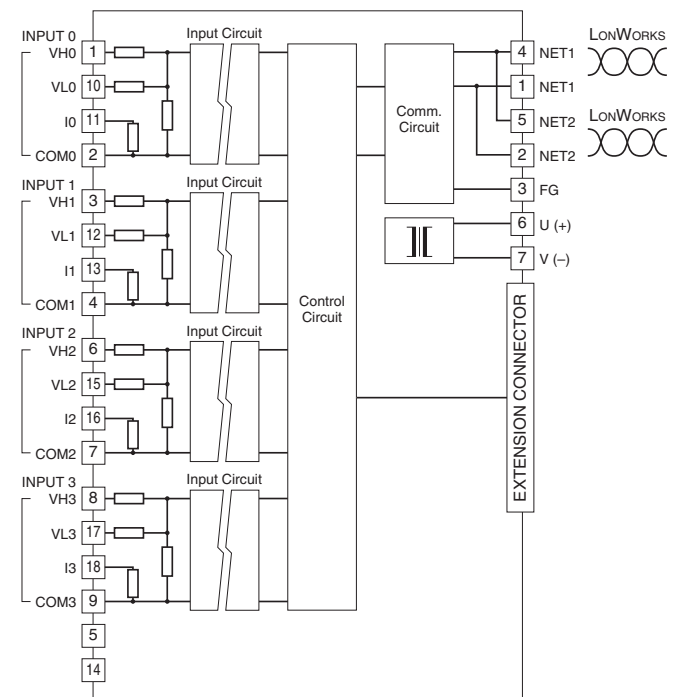 INPUT 0
VH0 1
VL0 10
I0 11
COM0 2
Input Circuit
INPUT 1
VH1 3
VL1 12
I1 13
COM1 4
Input Circuit
INPUT 2
VH2 6
VL2 15
I2 16
COM2 7
Input Circuit
INPUT 3
VH3 8
VL3 17
I3 18
COM3 9
Input Circuit
5
14
Control
Circuit
Comm.
Circuit
4 NET1
1 NET1
5 NET2
2 NET2
3 FG
6 U (+)
7 V (–)
LONWORKS
LONWORKS
EXTENSION CONNECTOR